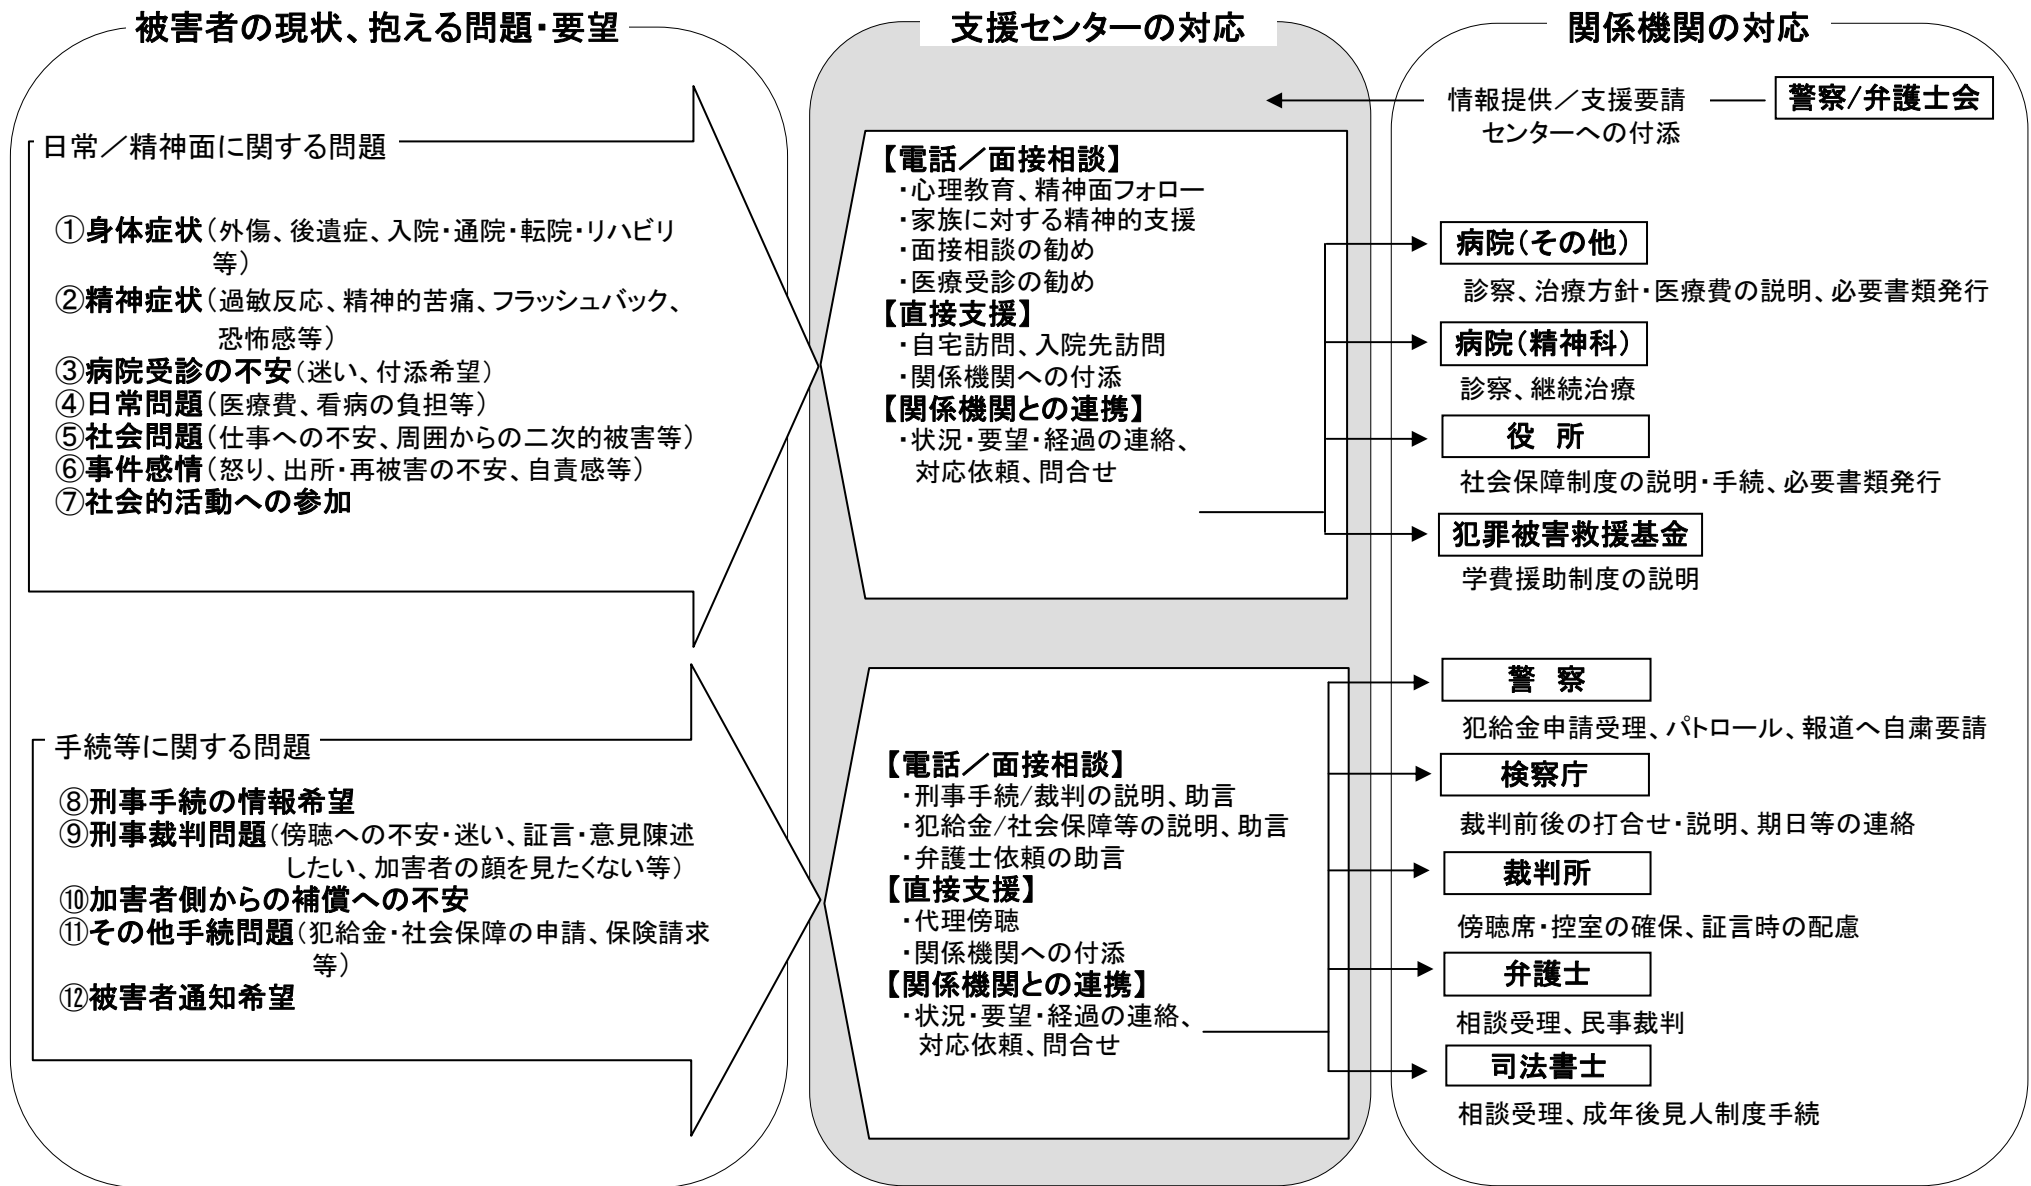 被害者の現状、抱える問題・要望
日常／精神面に関する問題
①身体症状（外傷、後遺症、入院・通院・転院・リハビリ
等）
②精神症状（過敏反応、精神的苦痛、フラッシュバック、
恐怖感等）
③病院受診の不安（迷い、付添希望）
④日常問題（医療費、看病の負担等）
⑤社会問題（仕事への不安、周囲からの二次的被害等）
⑥事件感情（怒り、出所・再被害の不安、自責感等）
⑦社会的活動への参加
手続等に関する問題
⑧刑事手続の情報希望
⑨刑事裁判問題（傍聴への不安・迷い、証言・意見陳述
したい、加害者の顔を見たくない等）
⑩加害者側からの補償への不安
⑪その他手続問題（犯給金・社会保障の申請、保険請求
等）
⑫被害者通知希望
支援センターの対応
【電話／面接相談】
・心理教育、精神面フォロー
・家族に対する精神的支援
・面接相談の勧め
・医療受診の勧め
【直接支援】
・自宅訪問、入院先訪問
・関係機関への付添
【関係機関との連携】
・状況・要望・経過の連絡、
対応依頼、問合せ
【電話／面接相談】
・刑事手続/裁判の説明、助言
・犯給金/社会保障等の説明、助言
・弁護士依頼の助言
【直接支援】
・代理傍聴
・関係機関への付添
【関係機関との連携】
・状況・要望・経過の連絡、
対応依頼、問合せ
関係機関の対応
情報提供／支援要請 警察/弁護士会
センターへの付添
病院（その他）
診察、治療方針・医療費の説明、必要書類発行
病院（精神科）
診察、継続治療
役 所
社会保障制度の説明・手続、必要書類発行
犯罪被害救援基金
学費援助制度の説明
警 察
犯給金申請受理、パトロール、報道へ自粛要請
検察庁
裁判前後の打合せ・説明、期日等の連絡
裁判所
傍聴席・控室の確保、証言時の配慮
弁護士
相談受理、民事裁判
司法書士
相談受理、成年後見人制度手続